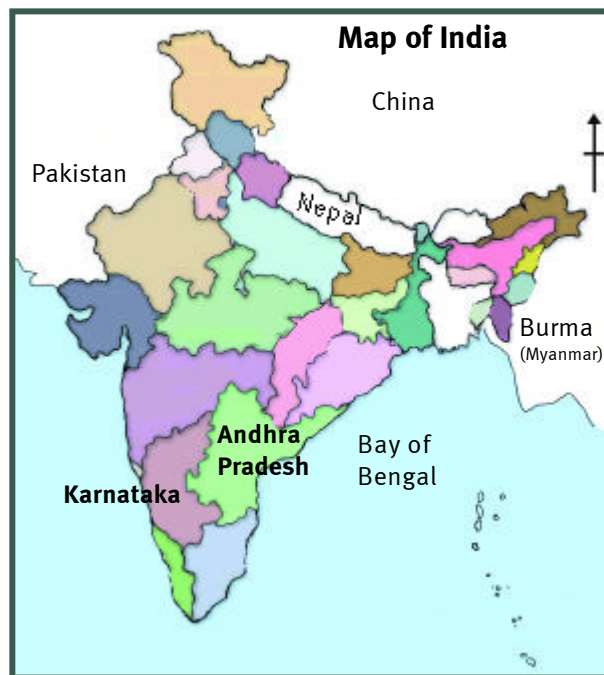 Map of India
China
Pakistan
Nepal
Burma
(Myanmar)
Andhra
Pradesh
Bay of
Bengal
Karnataka